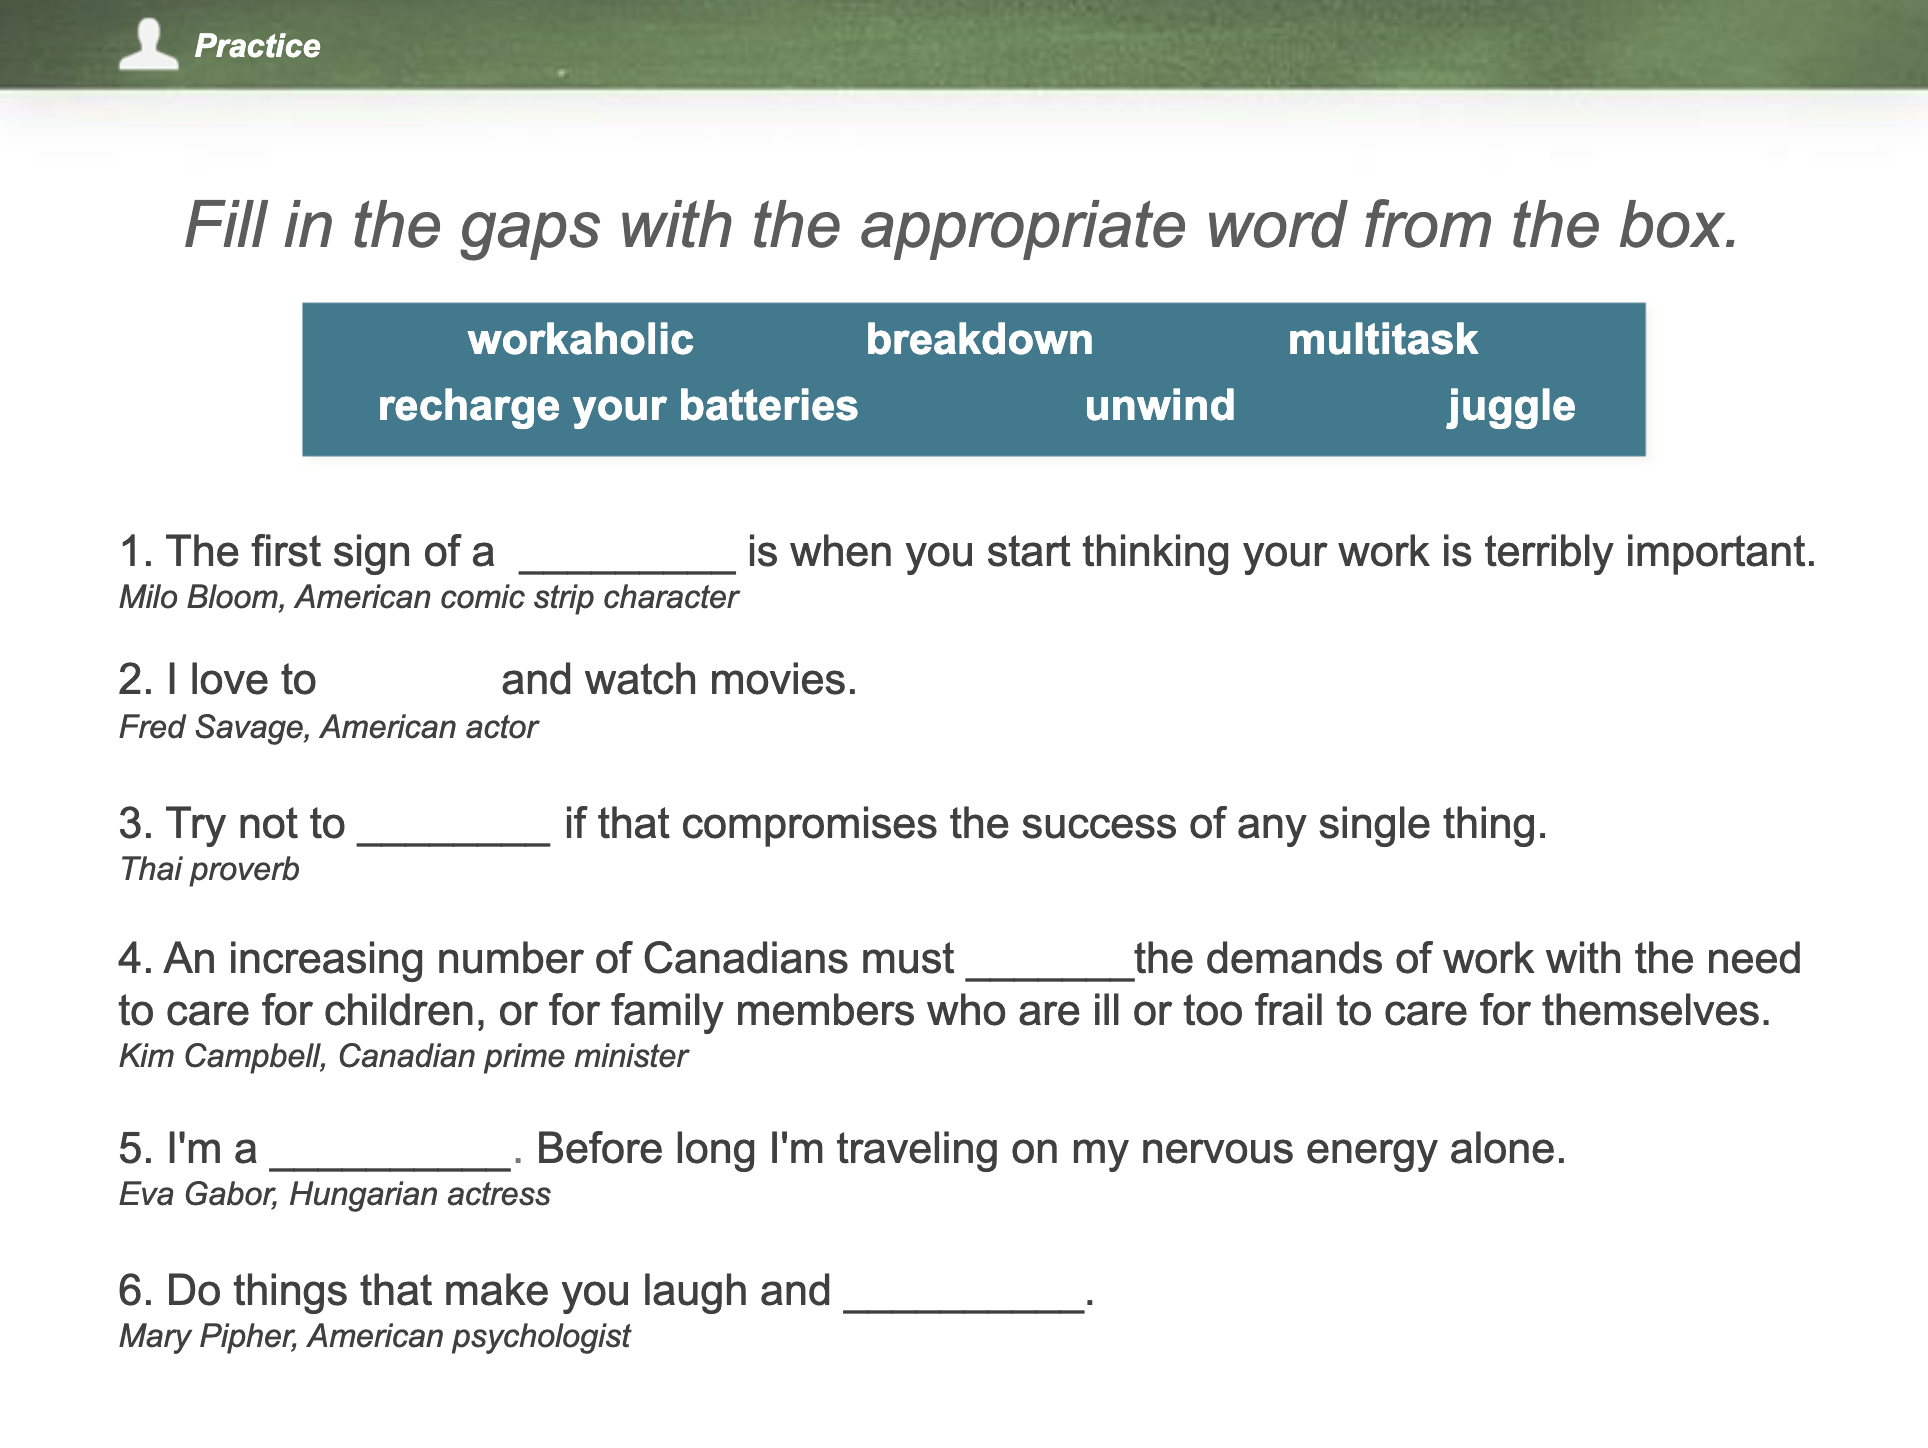 Practice
Fill in the gaps with the appropriate word from the box.
workaholic breakdown multitask
recharge your batteries unwind juggle
1. The first sign of a _________ is when you start thinking your work is terribly important.
Milo Bloom, American comic strip character
2. I love to and watch movies.
Fred Savage, American actor
3. Try not to ________ if that compromises the success of any single thing.
Thai proverb
4. An increasing number of Canadians must _______the demands of work with the need
to care for children, or for family members who are ill or too frail to care for themselves.
Kim Campbell, Canadian prime minister
5. I'm a __________. Before long I'm traveling on my nervous energy alone.
Eva Gabor, Hungarian actress
6. Do things that make you laugh and __________.
Mary Pipher, American psychologist